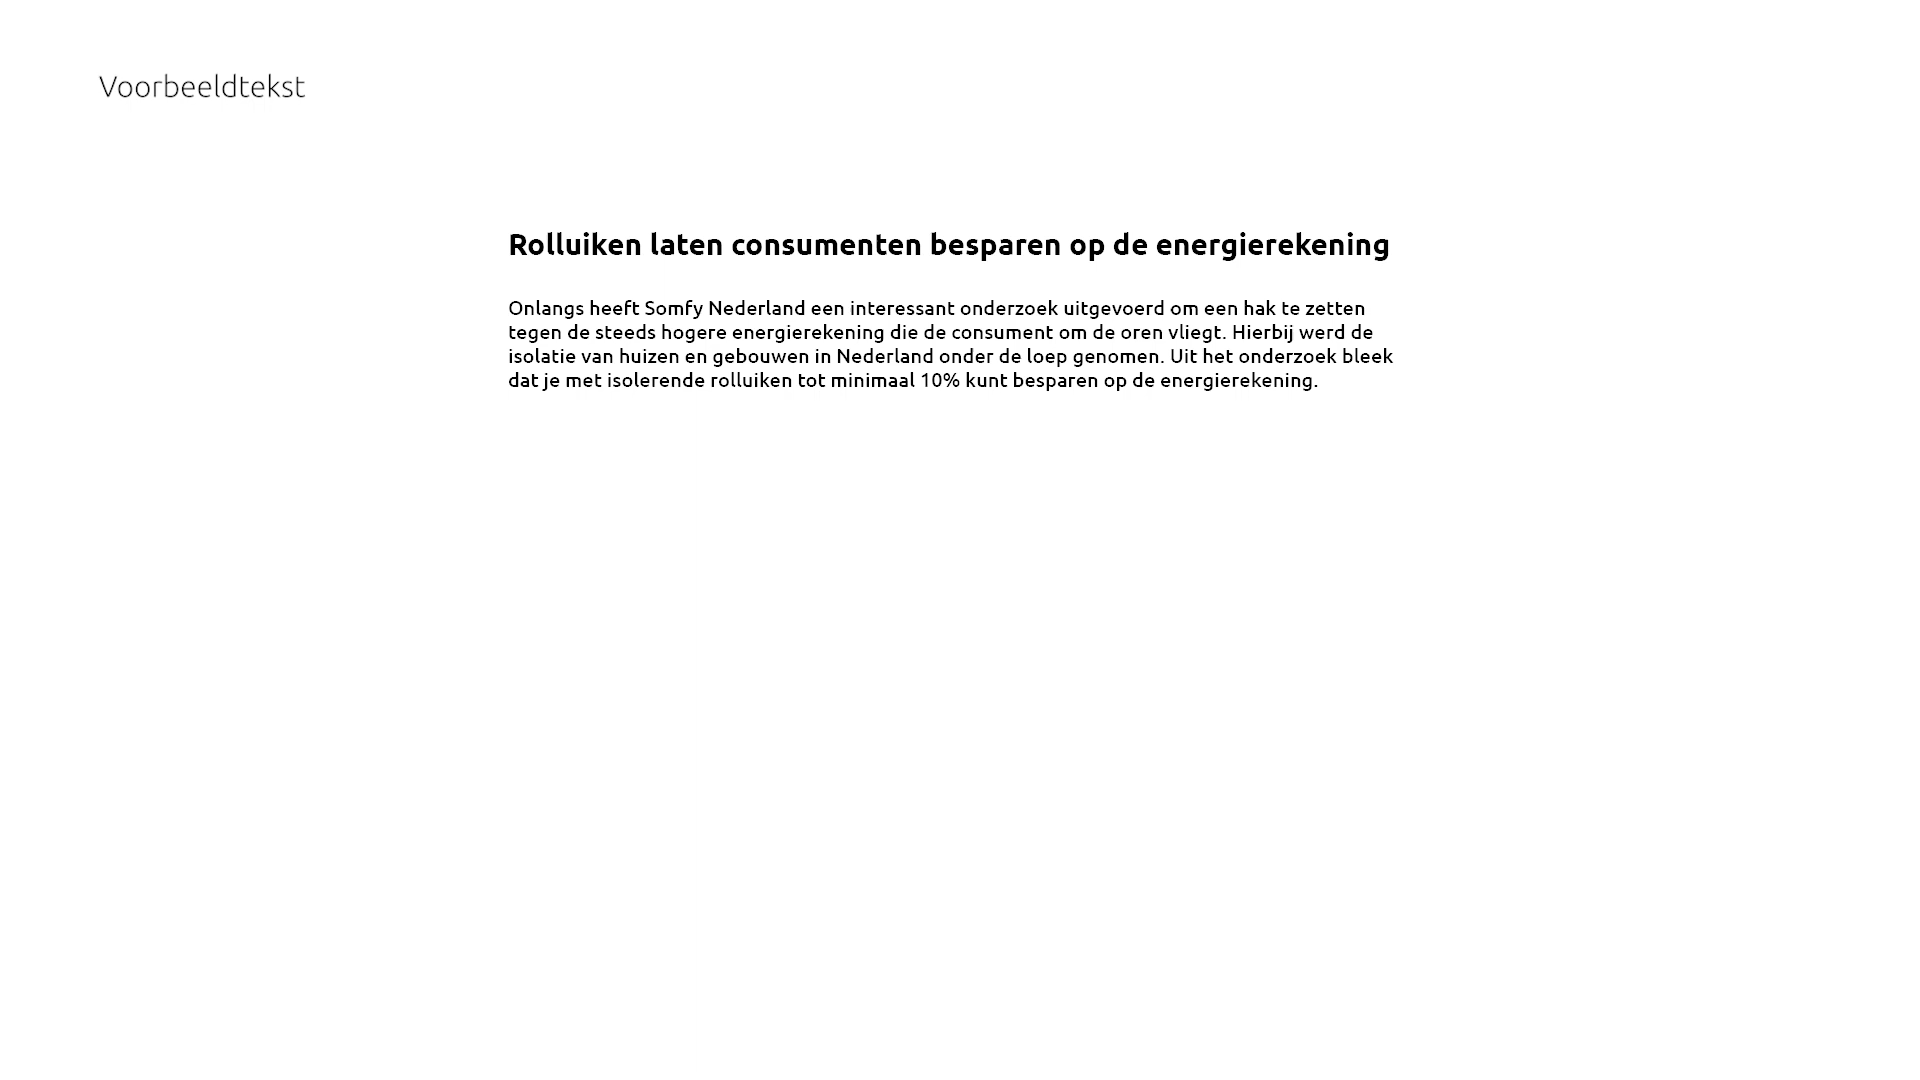 Voorbeeldtekst
Rolluiken laten consumenten besparen op de energierekening
Onlangs heeft Somfy Nederland een interessant onderzoek uitgevoerd om een hak te zetten
tegen de steeds hogere energierekening die de consument om de oren vliegt. Hierbij werd de
isolatie van huizen en gebouwen in Nederland onder de loep genomen. Uit het onderzoek bleek
dat je met isolerende rolluiken tot minimaal 10% kunt besparen op de energierekening.